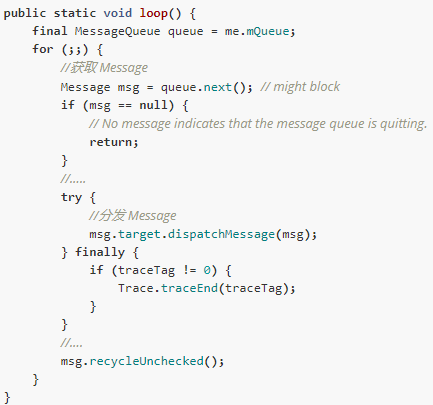 public static void loop() {
    final MessageQueue queue = me.mQueue;
    for (;;) {
        //获取 Message
        Message msg = queue.next(); // might block
        if (msg == null) {
            // No message indicates that the message queue is quitting.
            return;
        }
        //.....
        try {
            //分发 Message
            msg.target.dispatchMessage(msg);
        } finally {
            if (traceTag != 0) {
                Trace.traceEnd(traceTag);
            }
        }
        //....
        msg.recycleUnchecked();
    }
}